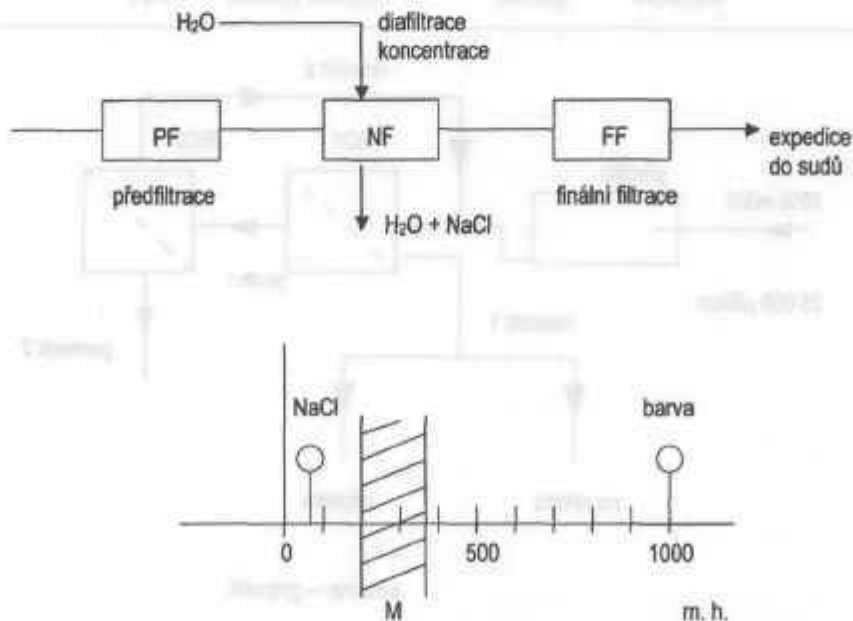 H₂O
diafiltrace
koncentrace
PF
NF
FF
expedice
do sudů
předfiltrace
finální filtrace
H₂O + NaCl
NaCl
barva
0
500
1000
M
m. h.